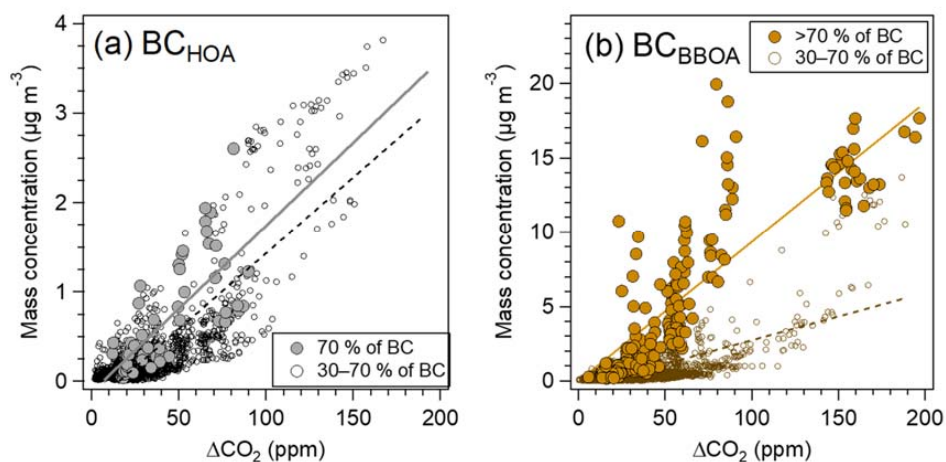 (a) BC_HOA
Mass concentration (µg m⁻³)
4
3
2
1
0
70 % of BC
30–70 % of BC
0 50 100 150 200
ΔCO₂ (ppm)
(b) BC_BBOA
>70 % of BC
30–70 % of BC
Mass concentration (µg m⁻³)
20
15
10
5
0
0 50 100 150 200
ΔCO₂ (ppm)